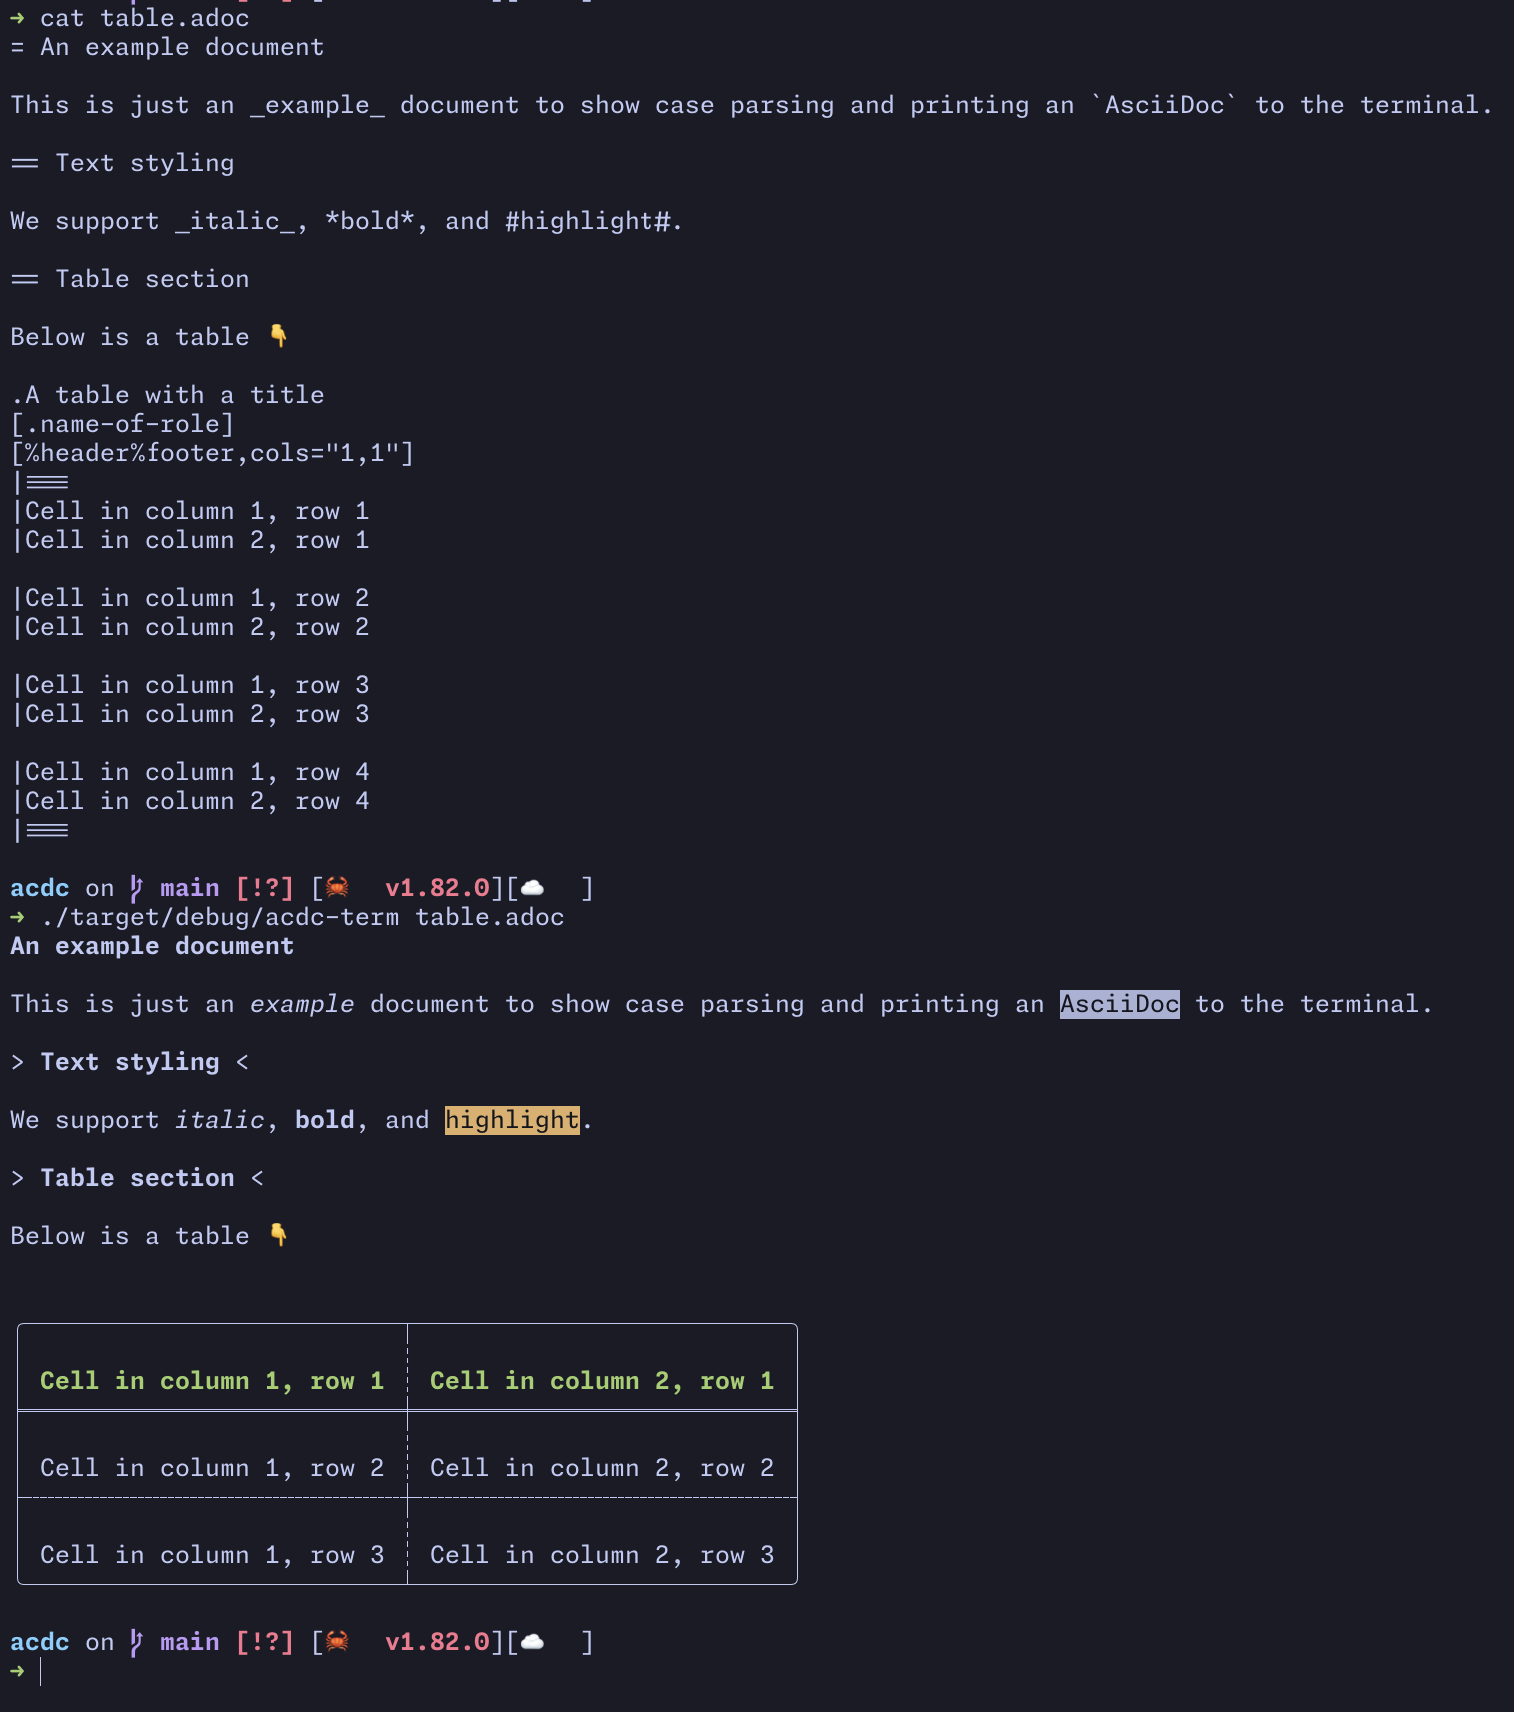 ➜ cat table.adoc
= An example document
This is just an _example_ document to show case parsing and printing an `AsciiDoc` to the terminal.
== Text styling
We support _italic_, *bold*, and #highlight#.
== Table section
Below is a table 👇
.A table with a title
[.name-of-role]
[%header%footer,cols="1,1"]
|===
|Cell in column 1, row 1
|Cell in column 2, row 1
|Cell in column 1, row 2
|Cell in column 2, row 2
|Cell in column 1, row 3
|Cell in column 2, row 3
|Cell in column 1, row 4
|Cell in column 2, row 4
|===
acdc on main [!?] [🦀 v1.82.0][☁️ ]
➜ ./target/debug/acdc-term table.adoc
An example document
This is just an example document to show case parsing and printing an AsciiDoc to the terminal.
> Text styling <
We support italic, bold, and highlight.
> Table section <
Below is a table 👇
Cell in column 1, row 1 Cell in column 2, row 1
Cell in column 1, row 2 Cell in column 2, row 2
Cell in column 1, row 3 Cell in column 2, row 3
acdc on main [!?] [🦀 v1.82.0][☁️ ]
➜